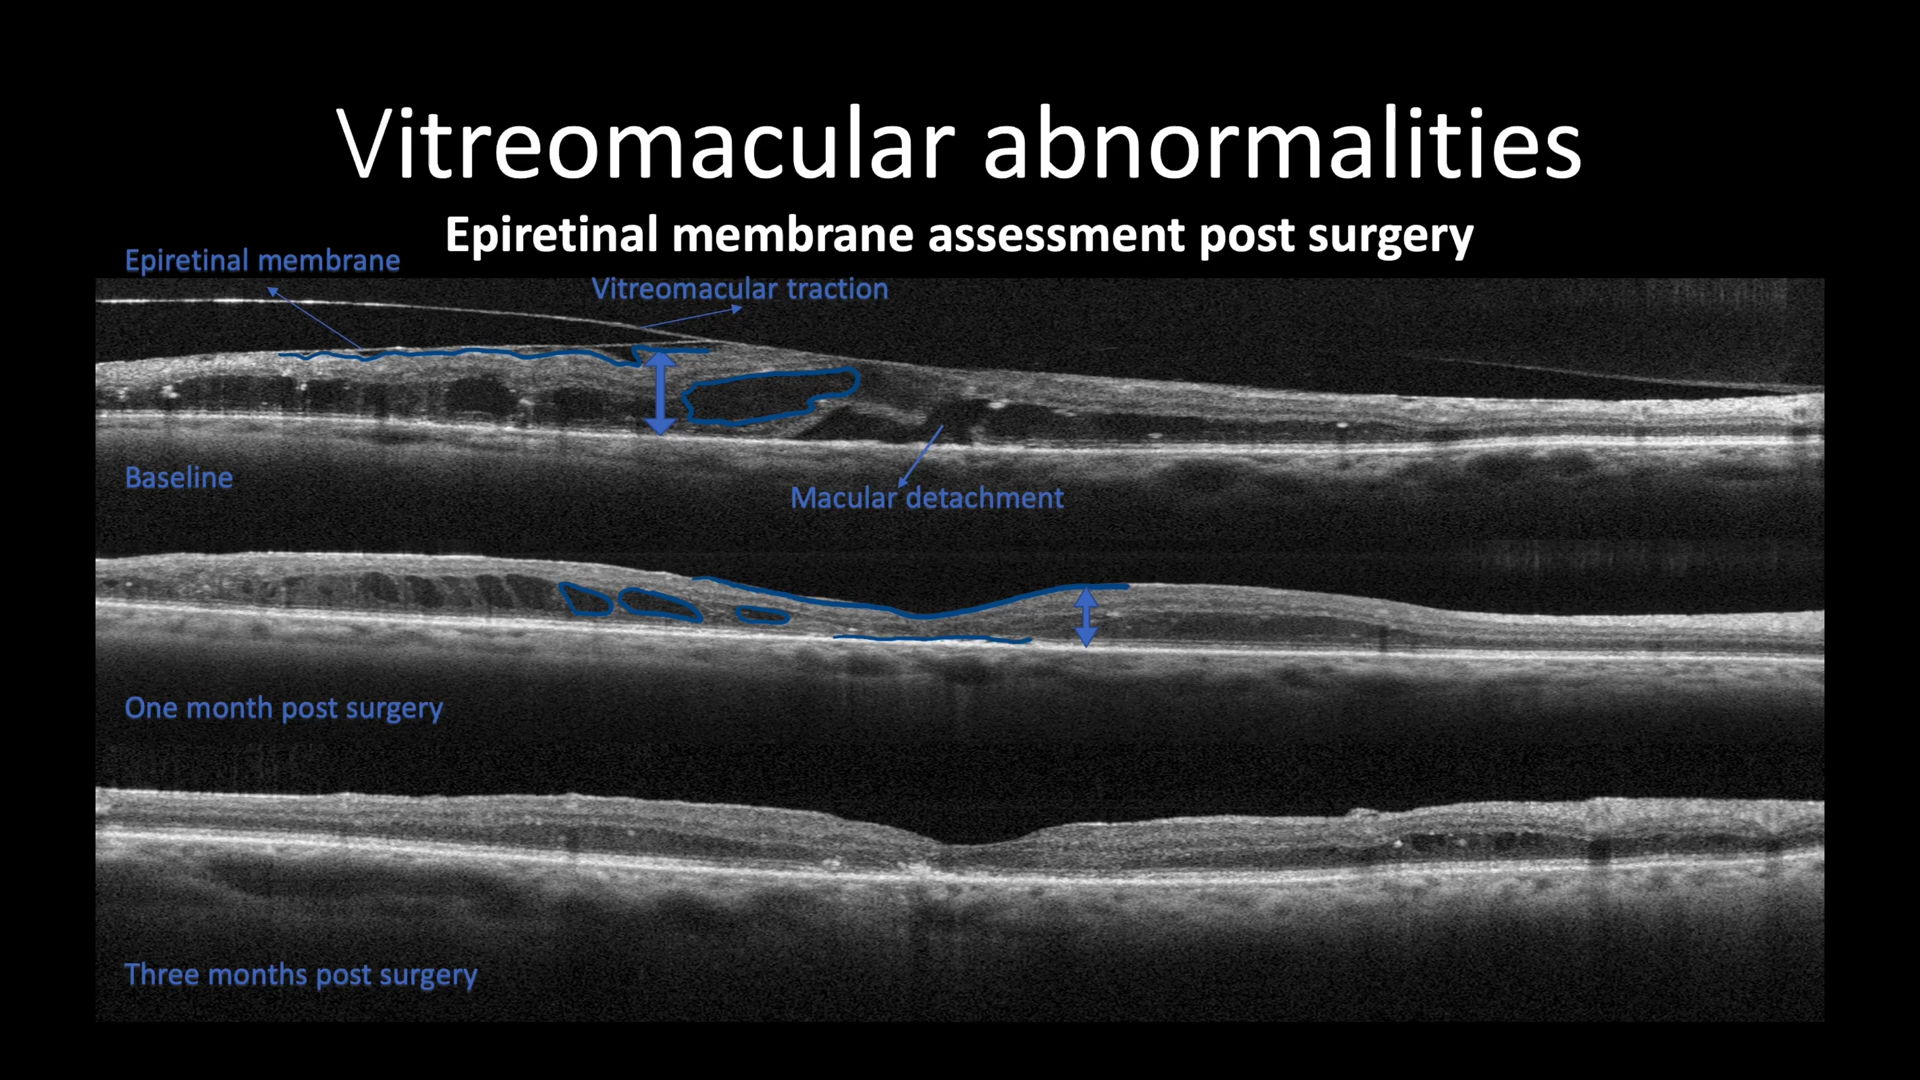 Vitreomacular abnormalities
Epiretinal membrane assessment post surgery
Epiretinal membrane
Vitreomacular traction
Baseline
Macular detachment
One month post surgery
Three months post surgery